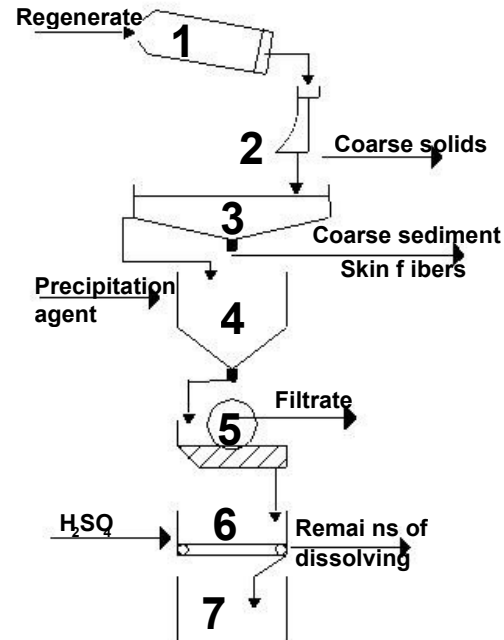 Regenerate
1
2
Coarse solids
3
Coarse sediment
Skin f ibers
Precipitation
agent
4
5
Filtrate
H₂SO₄
6
Remai ns of
dissolving
7